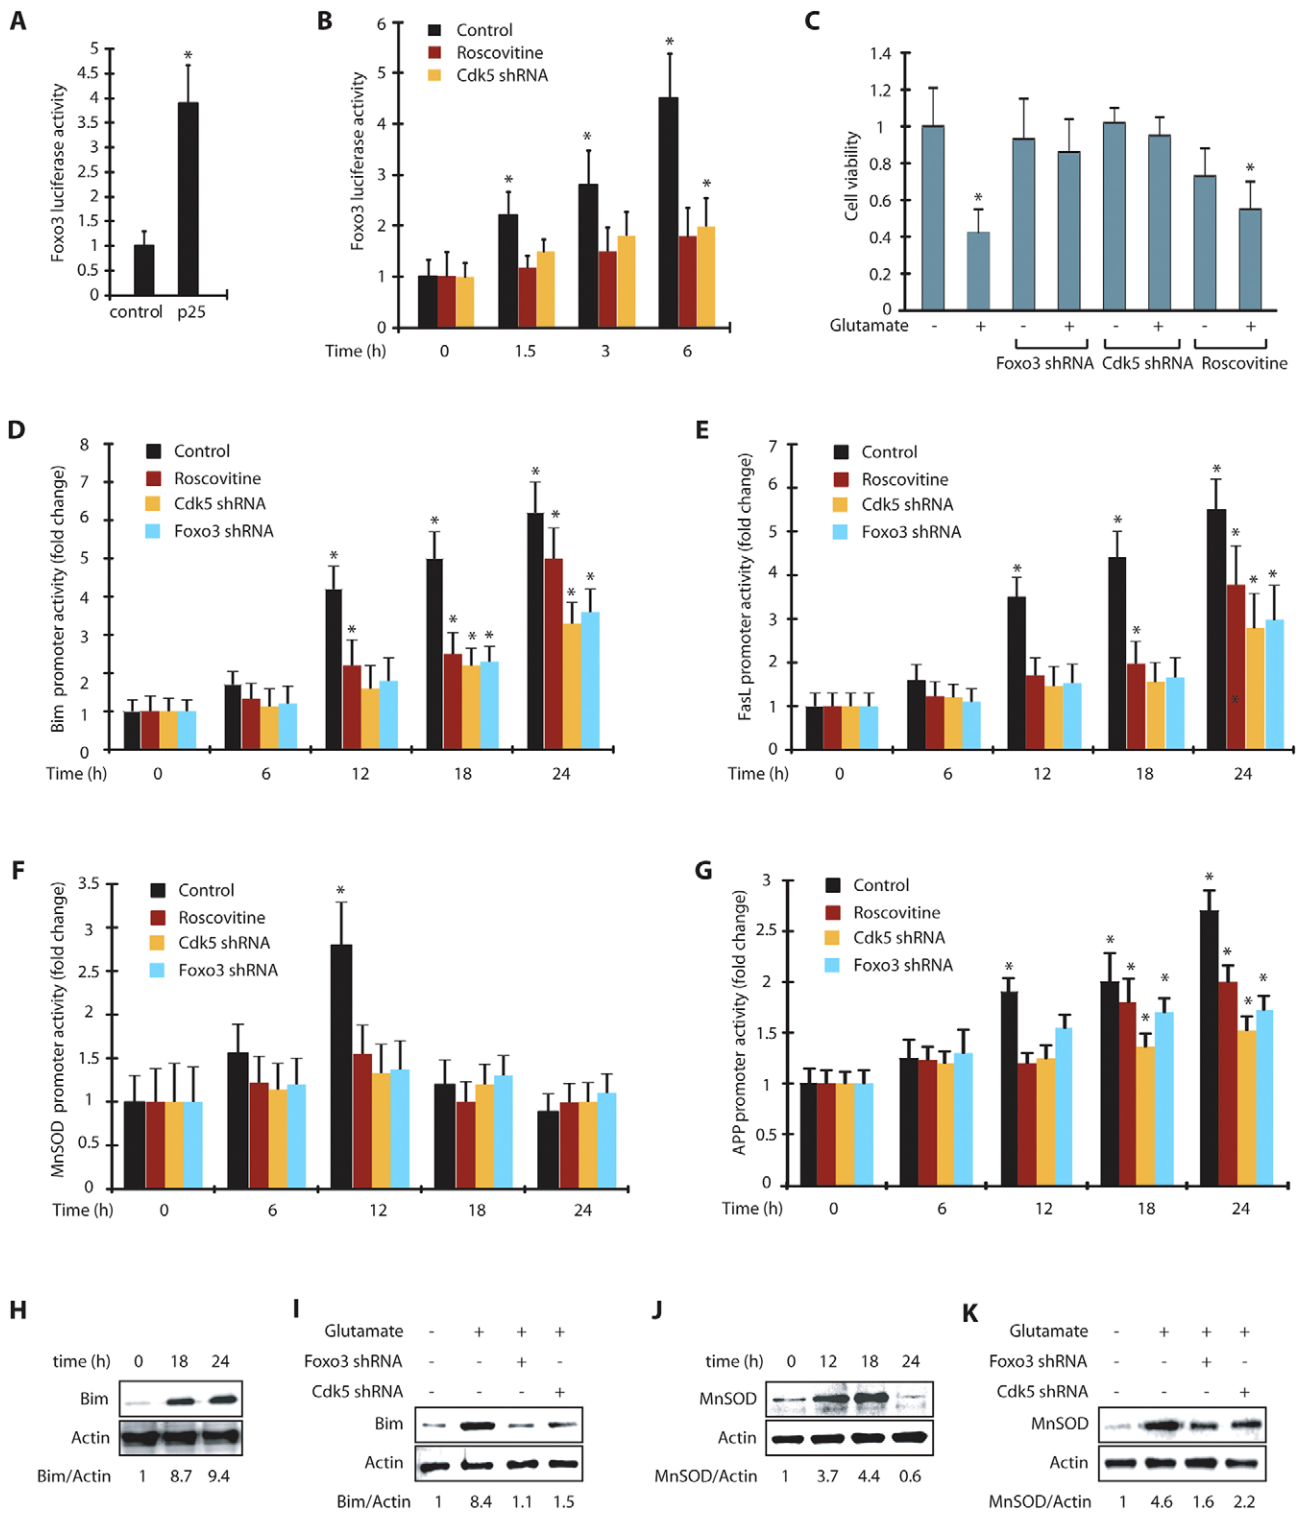 A
Foxo3 luciferase activity
5
4.5
4
3.5
3
2.5
2
1.5
1
0.5
0
*
control p25
B
Foxo3 luciferase activity
6
5
4
3
2
1
0
Control
Roscovitine
Cdk5 shRNA
* * * *
Time (h) 0 1.5 3 6
C
Cell viability
1.4
1.2
1
0.8
0.6
0.4
0.2
0
* *
Glutamate - + - + - + - +
Foxo3 shRNA Cdk5 shRNA Roscovitine
D
Bim promoter activity (fold change)
8
7
6
5
4
3
2
1
0
Control
Roscovitine
Cdk5 shRNA
Foxo3 shRNA
* * * * * * * * * *
Time (h) 0 6 12 18 24
E
FasL promoter activity (fold change)
7
6
5
4
3
2
1
0
Control
Roscovitine
Cdk5 shRNA
Foxo3 shRNA
* * * * * * * *
Time (h) 0 6 12 18 24
F
MnSOD promoter activity (fold change)
3.5
3
2.5
2
1.5
1
0.5
0
Control
Roscovitine
Cdk5 shRNA
Foxo3 shRNA
*
Time (h) 0 6 12 18 24
G
APP promoter activity (fold change)
3
2.5
2
1.5
1
0.5
0
Control
Roscovitine
Cdk5 shRNA
Foxo3 shRNA
* * * * * * * * *
Time (h) 0 6 12 18 24
H
time (h) 0 18 24
Bim
Actin
Bim/Actin 1 8.7 9.4
I
Glutamate - + + +
Foxo3 shRNA - - + -
Cdk5 shRNA - - - +
Bim
Actin
Bim/Actin 1 8.4 1.1 1.5
J
time (h) 0 12 18 24
MnSOD
Actin
MnSOD/Actin 1 3.7 4.4 0.6
K
Glutamate - + + +
Foxo3 shRNA - - + -
Cdk5 shRNA - - - +
MnSOD
Actin
MnSOD/Actin 1 4.6 1.6 2.2